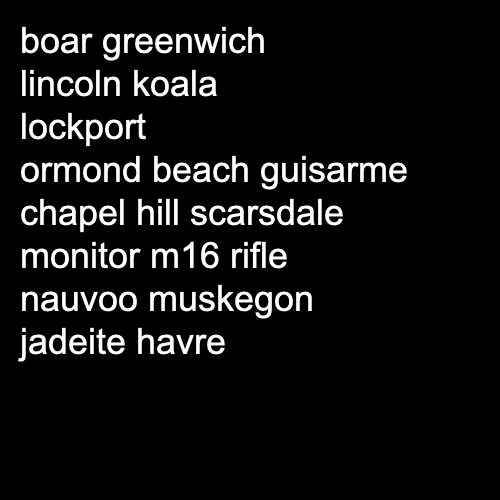 boar greenwich
lincoln koala
lockport
ormond beach guisarme
chapel hill scarsdale
monitor m16 rifle
nauvoo muskegon
jadeite havre